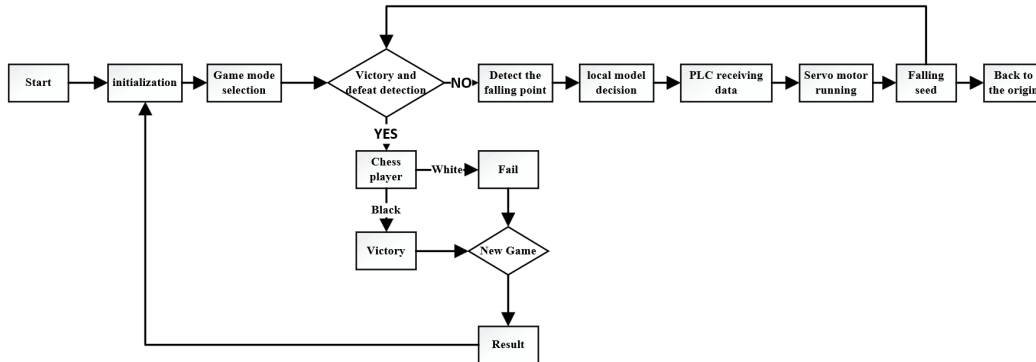 Start
initialization
Game mode
selection
Victory and
defeat detection
NO
Detect the
falling point
local model
decision
PLC receiving
data
Servo motor
running
Falling
seed
Back to
the origin
YES
Chess
player
White
Fail
Black
Victory
New Game
Result